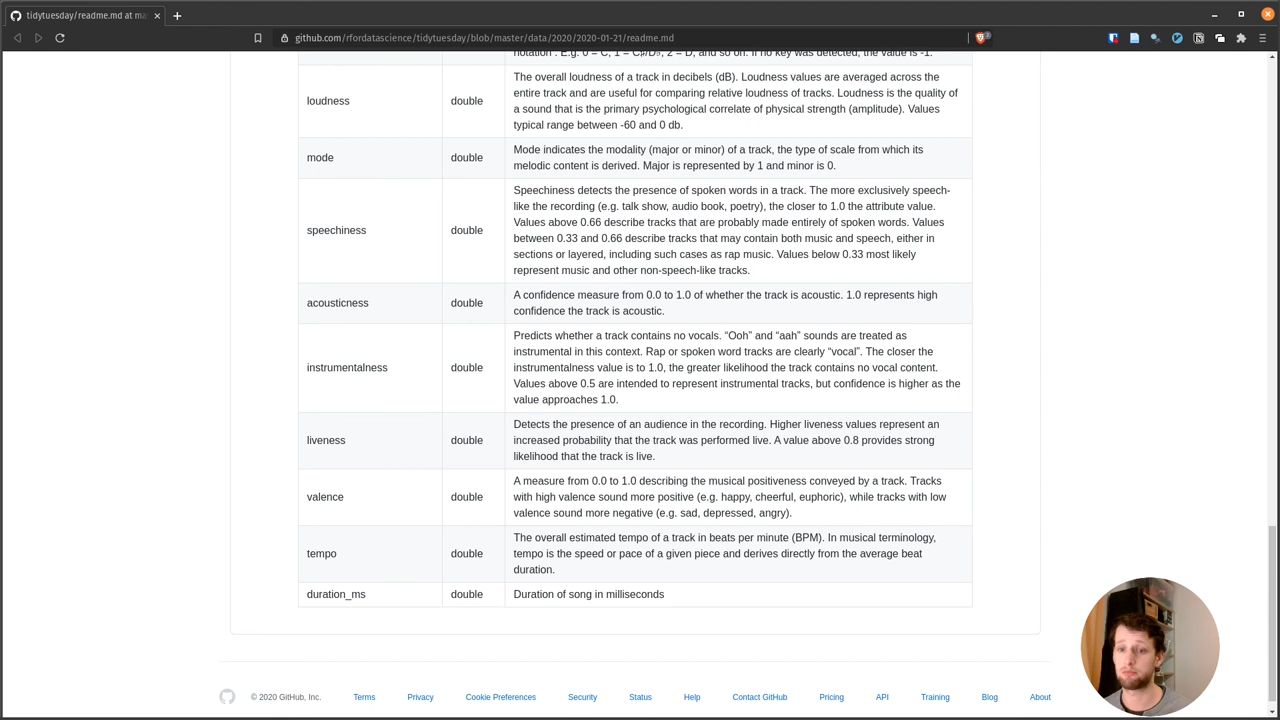 tidytuesday/readme.md at ma
github.com/rfordatascience/tidytuesday/blob/master/data/2020/2020-01-21/readme.md
notation . E.g. 0 = C, 1 = C♯/D♭, 2 = D, and so on. If no key was detected, the value is -1.
loudness
double
The overall loudness of a track in decibels (dB). Loudness values are averaged across the
entire track and are useful for comparing relative loudness of tracks. Loudness is the quality
of a sound that is the primary psychological correlate of physical strength (amplitude). Values
typical range between -60 and 0 db.
mode
double
Mode indicates the modality (major or minor) of a track, the type of scale from which its
melodic content is derived. Major is represented by 1 and minor is 0.
speechiness
double
Speechiness detects the presence of spoken words in a track. The more exclusively speech-
like the recording (e.g. talk show, audio book, poetry), the closer to 1.0 the attribute value.
Values above 0.66 describe tracks that are probably made entirely of spoken words. Values
between 0.33 and 0.66 describe tracks that may contain both music and speech, either in
sections or layered, including such cases as rap music. Values below 0.33 most likely
represent music and other non-speech-like tracks.
acousticness
double
A confidence measure from 0.0 to 1.0 of whether the track is acoustic. 1.0 represents high
confidence the track is acoustic.
instrumentalness
double
Predicts whether a track contains no vocals. “Ooh” and “aah” sounds are treated as
instrumental in this context. Rap or spoken word tracks are clearly “vocal”. The closer the
instrumentalness value is to 1.0, the greater likelihood the track contains no vocal content.
Values above 0.5 are intended to represent instrumental tracks, but confidence is higher as the
value approaches 1.0.
liveness
double
Detects the presence of an audience in the recording. Higher liveness values represent an
increased probability that the track was performed live. A value above 0.8 provides strong
likelihood that the track is live.
valence
double
A measure from 0.0 to 1.0 describing the musical positiveness conveyed by a track. Tracks
with high valence sound more positive (e.g. happy, cheerful, euphoric), while tracks with low
valence sound more negative (e.g. sad, depressed, angry).
tempo
double
The overall estimated tempo of a track in beats per minute (BPM). In musical terminology,
tempo is the speed or pace of a given piece and derives directly from the average beat
duration.
duration_ms
double
Duration of song in milliseconds
© 2020 GitHub, Inc.
Terms
Privacy
Cookie Preferences
Security
Status
Help
Contact GitHub
Pricing
API
Training
Blog
About